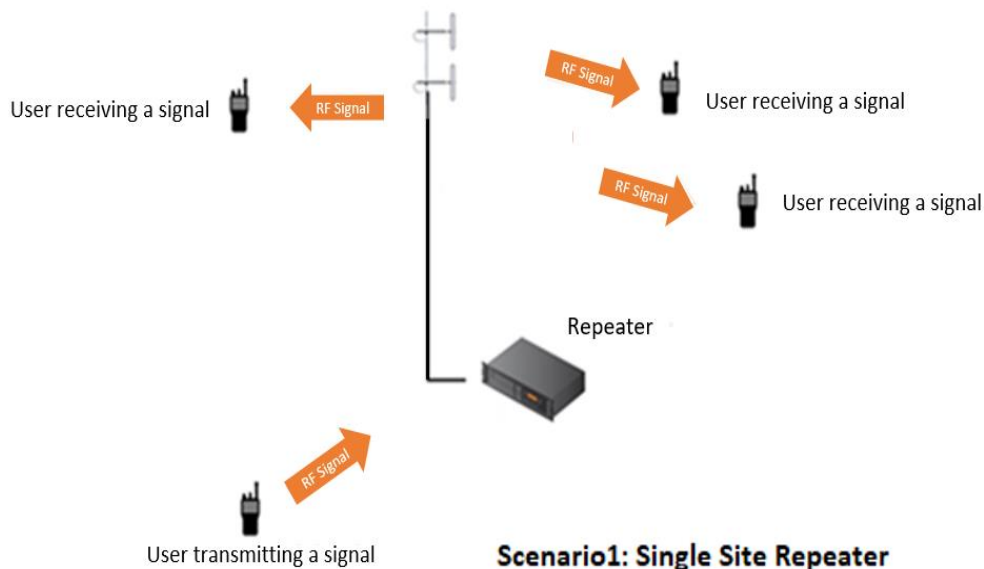 RF Signal
User receiving a signal
RF Signal
User receiving a signal
RF Signal
User receiving a signal
Repeater
RF Signal
User transmitting a signal
Scenario1: Single Site Repeater